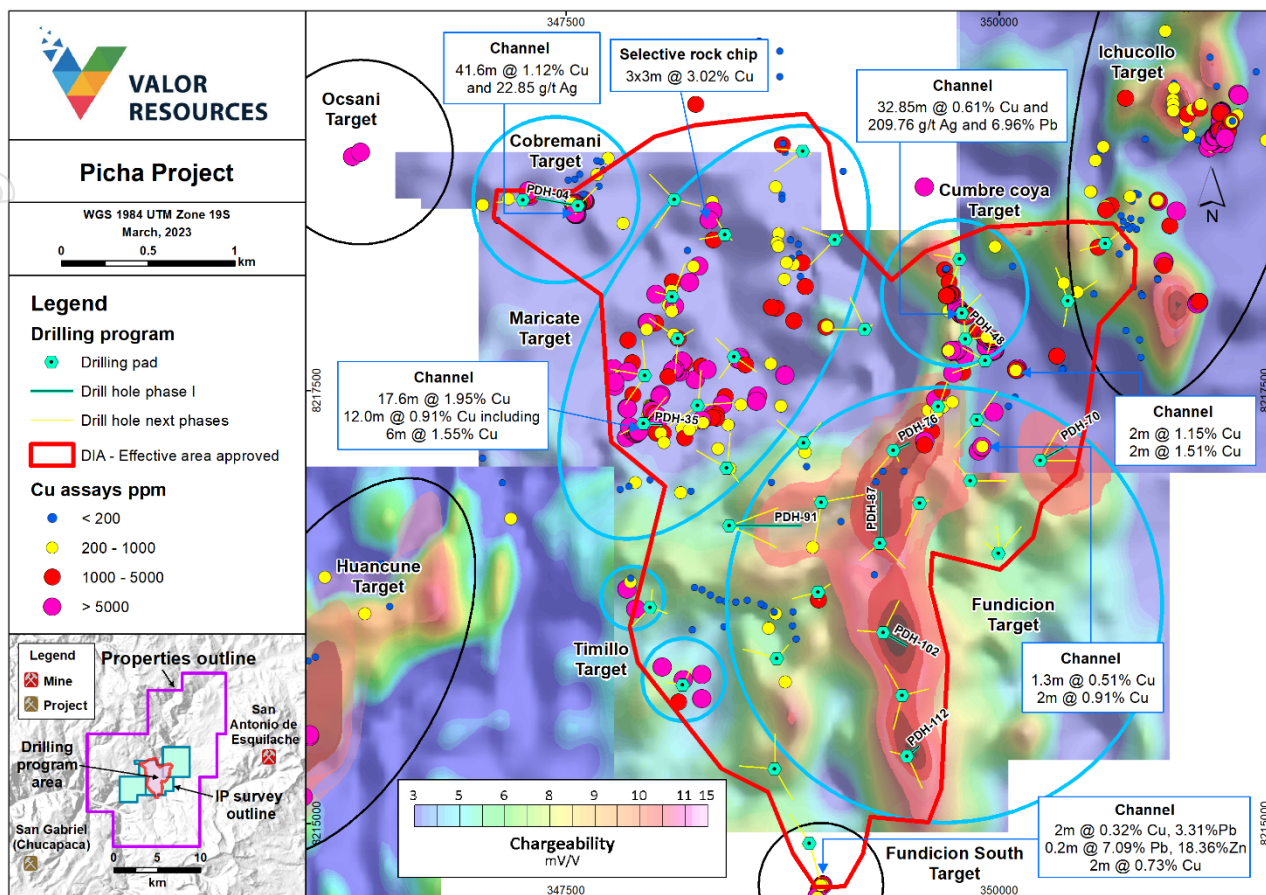 VALOR
RESOURCES
Picha Project
WGS 1984 UTM Zone 19S
March, 2023
0 0.5 1
km
Legend
Drilling program
Drilling pad
Drill hole phase I
Drill hole next phases
DIA - Effective area approved
Cu assays ppm
< 200
200 - 1000
1000 - 5000
> 5000
Legend
Mine
Project
Properties outline
San
Antonio de
Esquilache
Drilling
program
area
IP survey
outline
San Gabriel
(Chucapaca)
0 5 10
km
347500
350000
Ocsani
Target
Channel
41.6m @ 1.12% Cu
and 22.85 g/t Ag
Selective rock chip
3x3m @ 3.02% Cu
Channel
32.85m @ 0.61% Cu and
209.76 g/t Ag and 6.96% Pb
Ichucollo
Target
N
Cobremani
Target
PDH-04
Cumbre coya
Target
Maricate
Target
PDH-48
8217500
8217500
Channel
17.6m @ 1.95% Cu
12.0m @ 0.91% Cu including
6m @ 1.55% Cu
PDH-35
PDH-76
PDH-70
2m @ 1.15% Cu
2m @ 1.51% Cu
PDH-87
PDH-91
Huancune
Target
Fundicion
Target
Timillo
Target
PDH-102
Channel
1.3m @ 0.51% Cu
2m @ 0.91% Cu
PDH-112
3 5 6 8 9 10 11 15
Chargeability
mV/V
8215000
8215000
Channel
2m @ 0.32% Cu, 3.31%Pb
0.2m @ 7.09% Pb, 18.36%Zn
2m @ 0.73% Cu
Fundicion South
Target
347500
350000